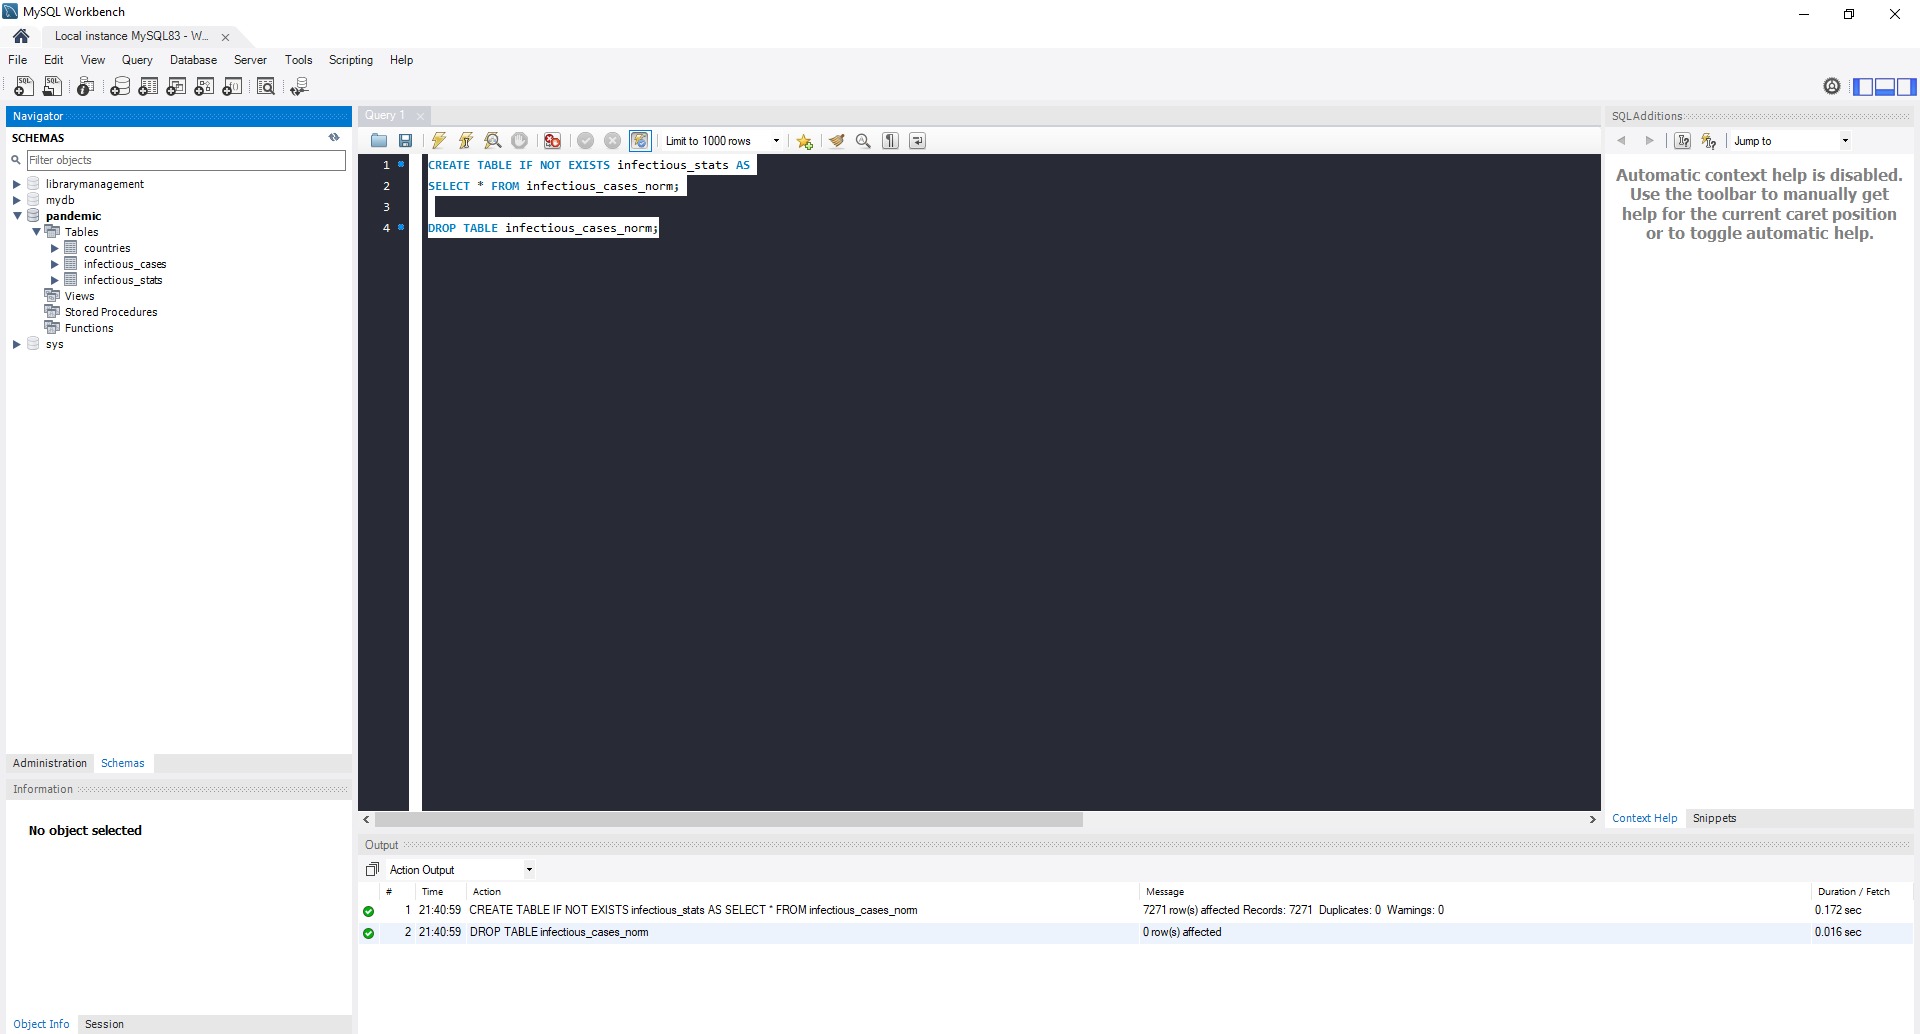 MySQL Workbench
Local instance MySQL83 - W...
File Edit View Query Database Server Tools Scripting Help
Navigator
SCHEMAS
Filter objects
librarymanagement
mydb
pandemic
Tables
countries
infectious_cases
infectious_stats
Views
Stored Procedures
Functions
sys
Administration Schemas
Information
No object selected
Object Info Session
Query 1
Limit to 1000 rows
1 CREATE TABLE IF NOT EXISTS infectious_stats AS
2 SELECT * FROM infectious_cases_norm;
3
4 DROP TABLE infectious_cases_norm;
SQLAdditions
Jump to
Automatic context help is disabled.
Use the toolbar to manually get
help for the current caret position
or to toggle automatic help.
Context Help Snippets
Output
Action Output
# Time Action Message Duration / Fetch
1 21:40:59 CREATE TABLE IF NOT EXISTS infectious_stats AS SELECT * FROM infectious_cases_norm 7271 row(s) affected Records: 7271 Duplicates: 0 Warnings: 0 0.172 sec
2 21:40:59 DROP TABLE infectious_cases_norm 0 row(s) affected 0.016 sec